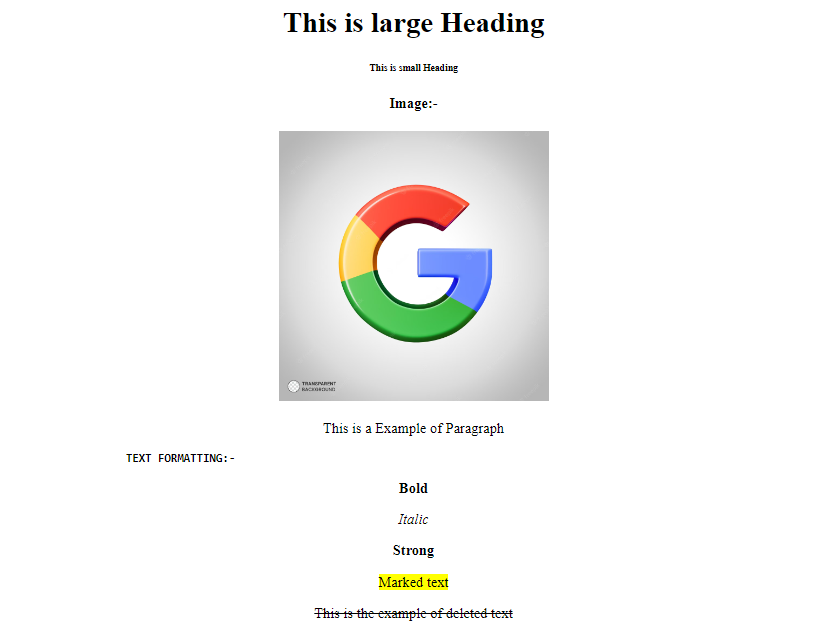 This is large Heading
This is small Heading
Image:-
TRANSPARENT
BACKGROUND
This is a Example of Paragraph
TEXT FORMATTING:-
Bold
Italic
Strong
Marked text
This is the example of deleted text